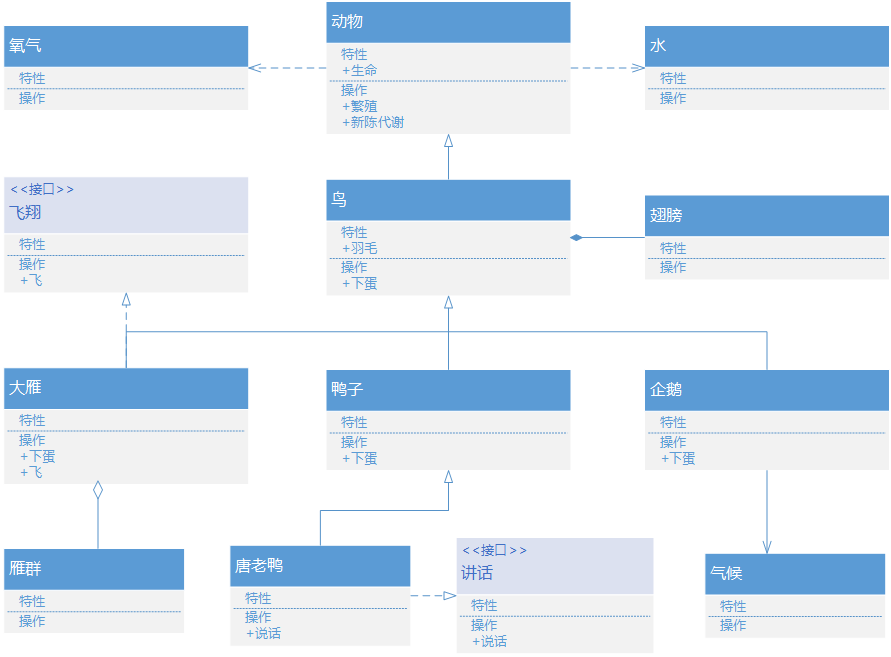 氧气
特性
操作
动物
特性
+生命
操作
+繁殖
+新陈代谢
水
特性
操作
<<接口>>
飞翔
特性
操作
+飞
鸟
特性
+羽毛
操作
+下蛋
翅膀
特性
操作
大雁
特性
操作
+下蛋
+飞
鸭子
特性
操作
+下蛋
企鹅
特性
操作
+下蛋
雁群
特性
操作
唐老鸭
特性
操作
+说话
<<接口>>
讲话
特性
操作
+说话
气候
特性
操作